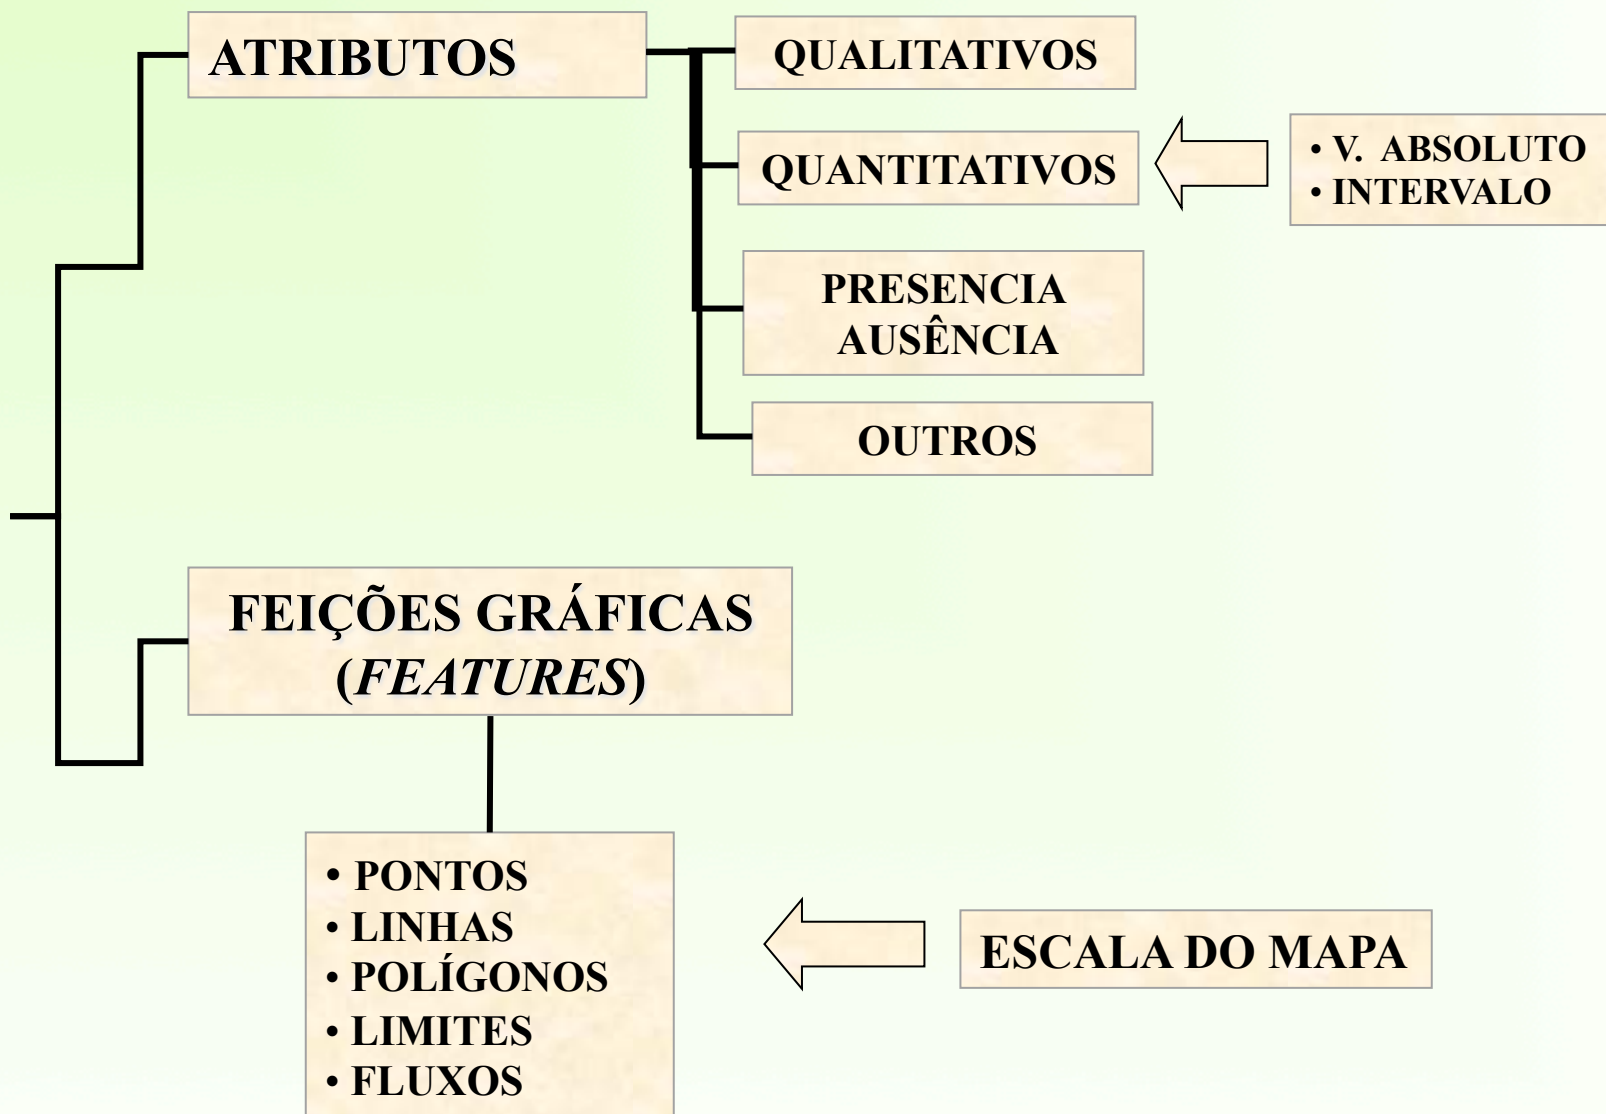 ATRIBUTOS
QUALITATIVOS
QUANTITATIVOS
• V. ABSOLUTO
• INTERVALO
PRESENCIA
AUSÊNCIA
OUTROS
FEIÇÕES GRÁFICAS
(FEATURES)
• PONTOS
• LINHAS
• POLÍGONOS
• LIMITES
• FLUXOS
ESCALA DO MAPA